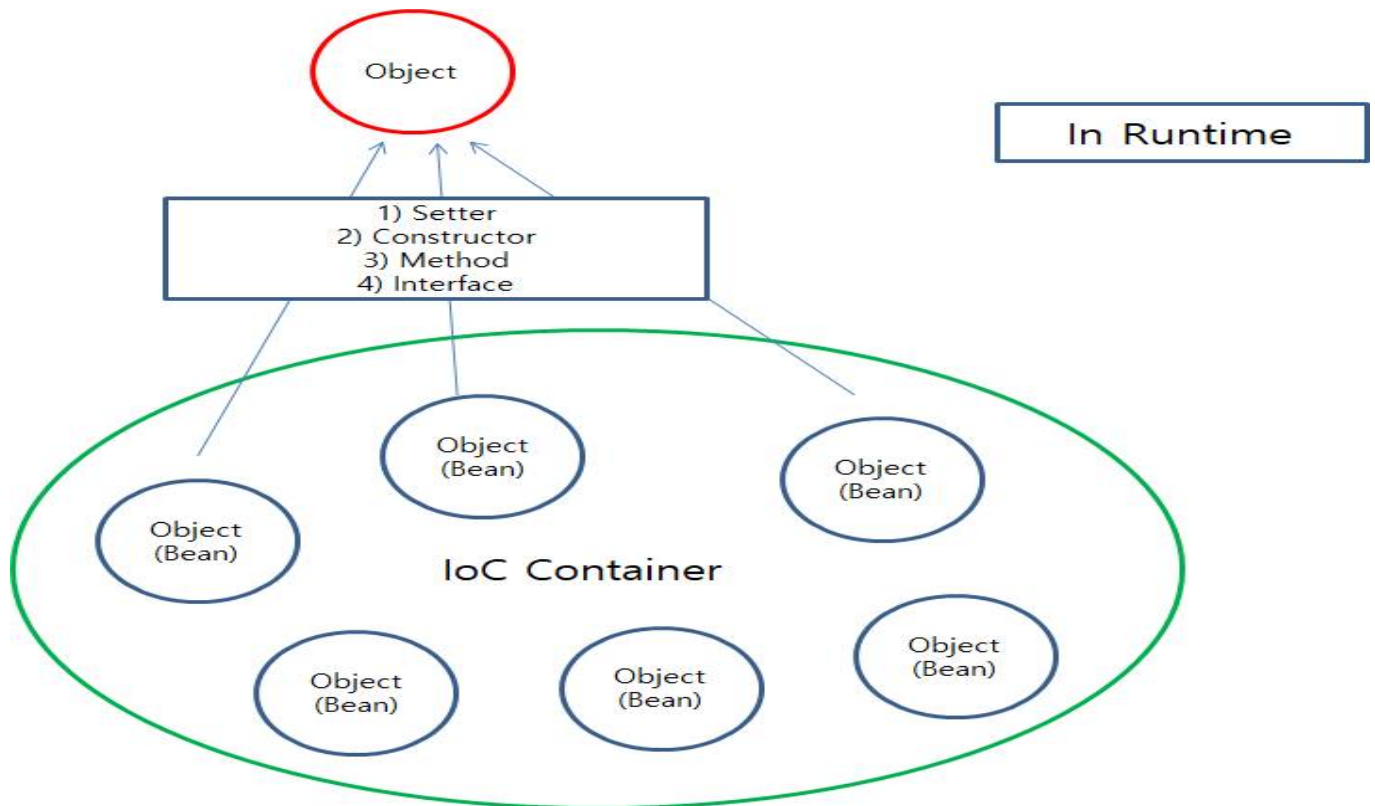 Object
In Runtime
1) Setter
2) Constructor
3) Method
4) Interface
Object
(Bean)
Object
(Bean)
Object
(Bean)
IoC Container
Object
(Bean)
Object
(Bean)
Object
(Bean)